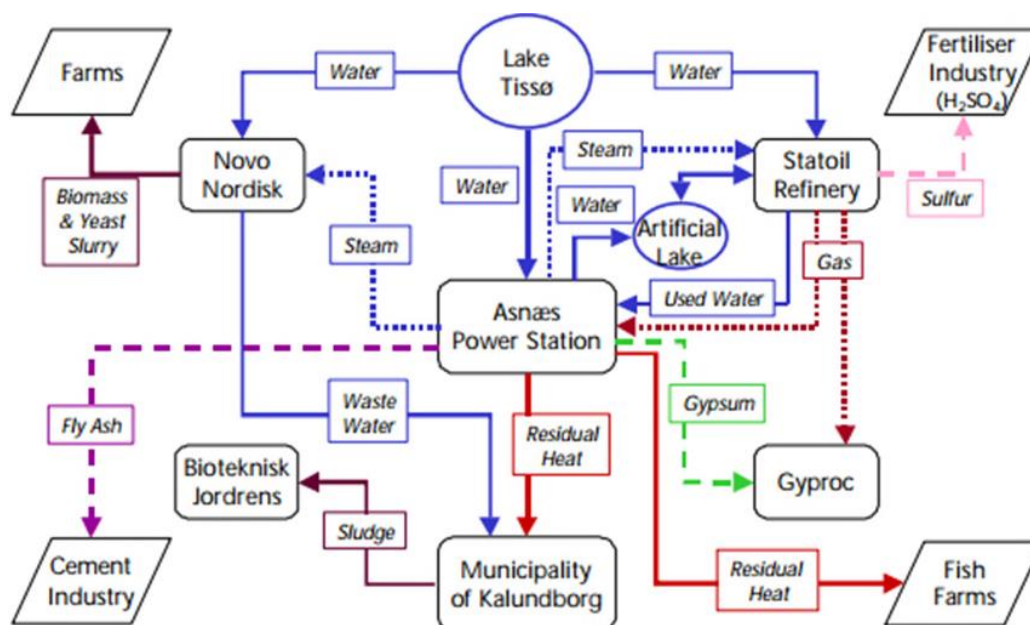 Farms
Water
Lake
Tissø
Water
Fertiliser
Industry
(H₂SO₄)
Novo
Nordisk
Steam
Statoil
Refinery
Biomass
& Yeast
Slurry
Water
Water
Sulfur
Steam
Artificial
Lake
Gas
Asnæs
Power Station
Used Water
Fly Ash
Waste
Water
Residual
Heat
Gypsum
Bioteknisk
Jordrens
Gyproc
Sludge
Cement
Industry
Municipality
of Kalundborg
Residual
Heat
Fish
Farms